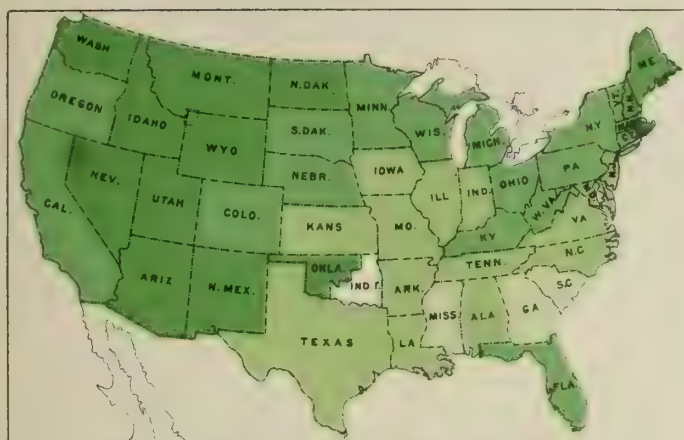 WASH
MONT.
N.DAK
MINN.
ME.
VT.
N.H.
OREGON
IDAHO
WYO
S.DAK.
WIS.
MICH.
N.Y
NEV.
UTAH
COLO.
NEBR.
IOWA
ILL
IND.
OHIO
PA
N.J.
CAL.
KANS
MO.
KY
W.VA.
VA
ARIZ
N.MEX.
OKLA.
IND T.
ARK.
TENN.
N.C
S.C
TEXAS
LA
MISS.
ALA
GA
FLA.